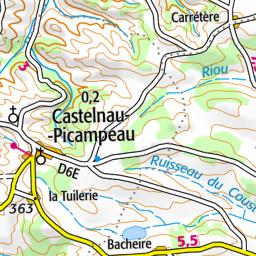 Carrétère
Riou
0,2
Castelnau-
-Picampeau
D6E
Ruisseau du Cous
la Tuilerie
363
Bacheire
5,5